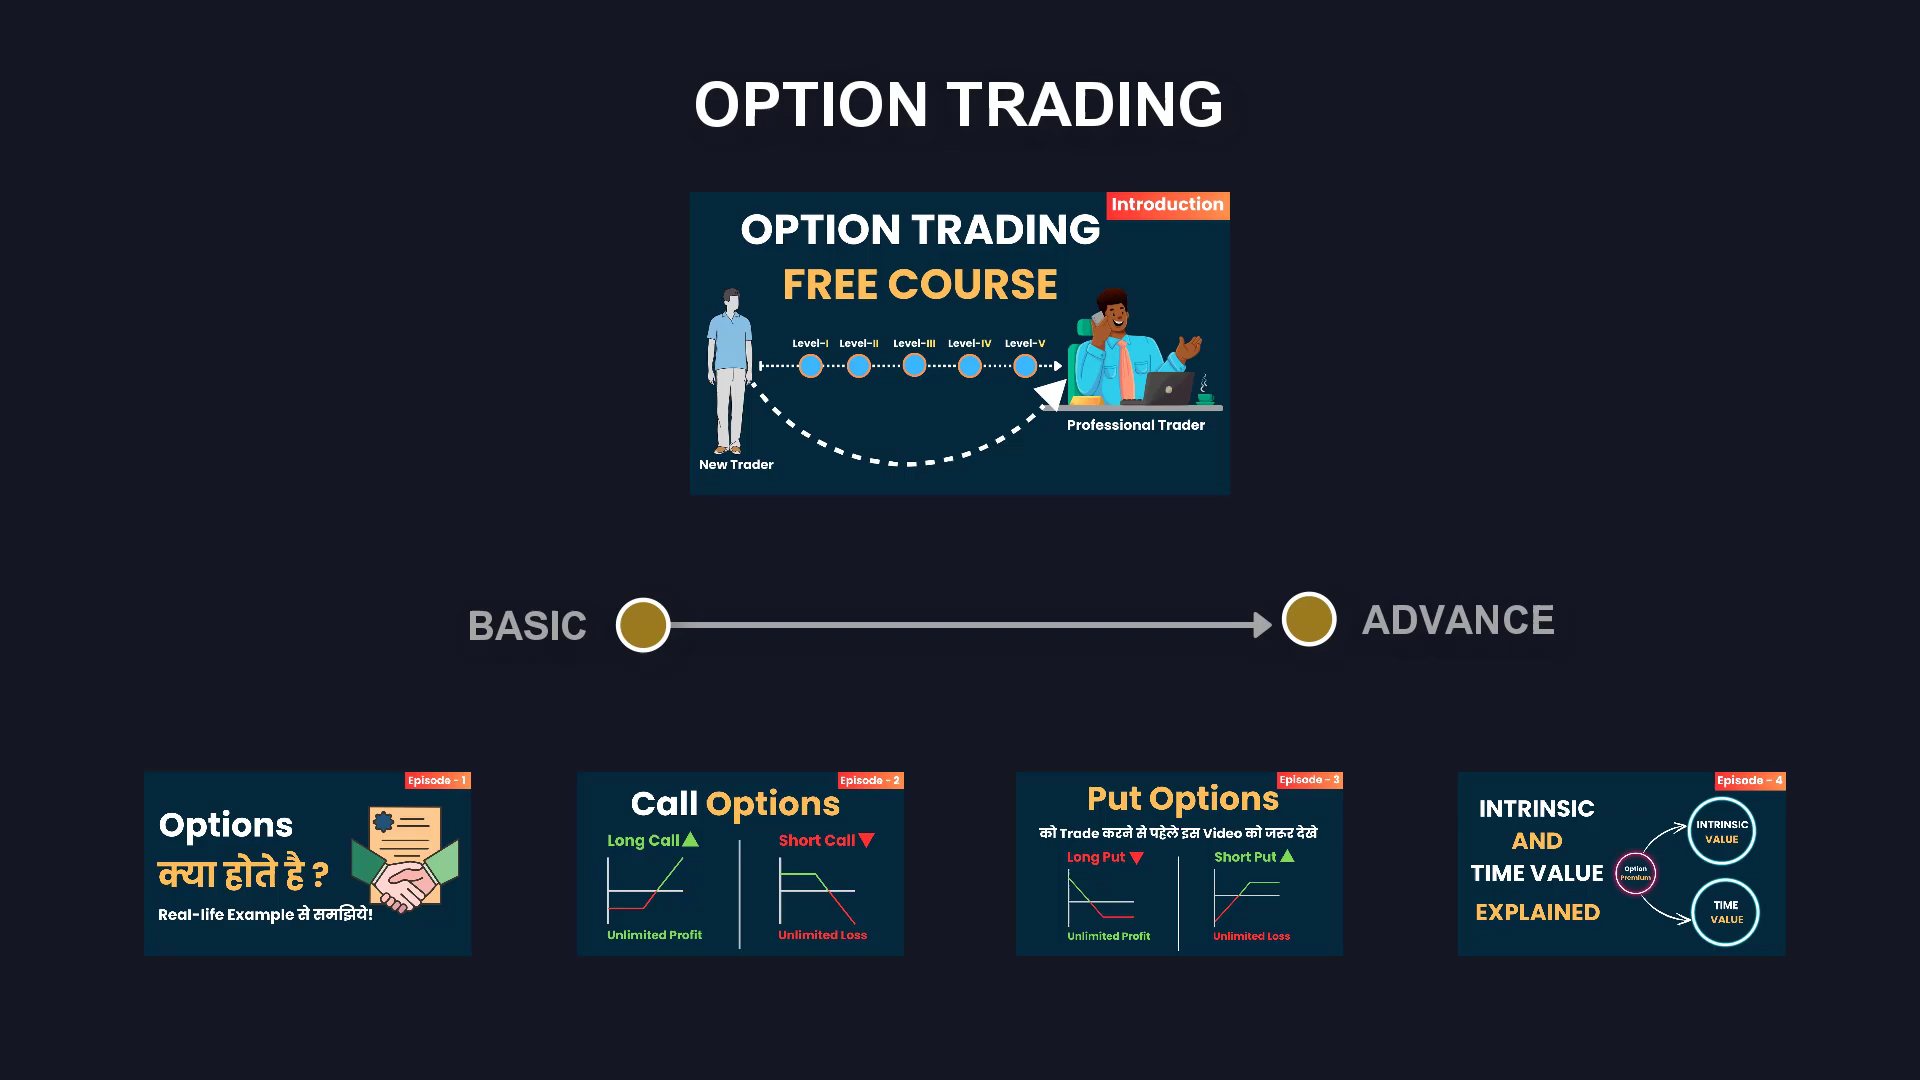 OPTION TRADING
Introduction
OPTION TRADING
FREE COURSE
Level-I Level-II Level-III Level-IV Level-V
Professional Trader
New Trader
BASIC
ADVANCE
Episode - 1
Options
क्या होते है ?
Real-life Example से समझिये!
Episode - 2
Call Options
Long Call
Short Call
Unlimited Profit
Unlimited Loss
Episode - 3
Put Options
को Trade करने से पहेले इस Video को जरूर देखे
Long Put
Short Put
Unlimited Profit
Unlimited Loss
Episode - 4
INTRINSIC
AND
TIME VALUE
EXPLAINED
Option
Premium
INTRINSIC
VALUE
TIME
VALUE